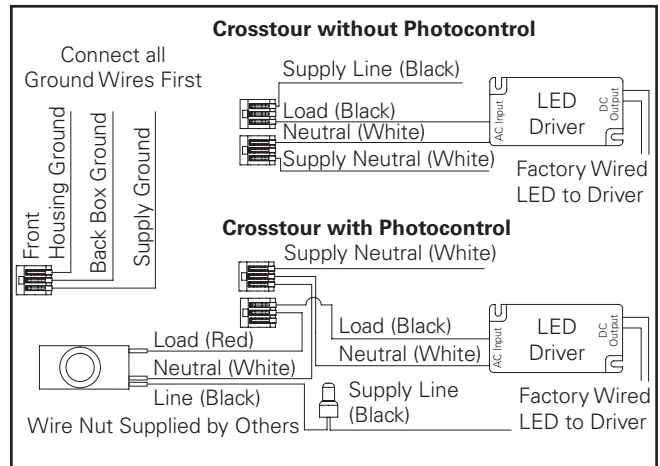 Crosstour without Photocontrol
Connect all
Ground Wires First
Front
Housing Ground
Back Box Ground
Supply Ground
Supply Line (Black)
Load (Black)
Neutral (White)
Supply Neutral (White)
AC Input
LED
Driver
DC
Output
Factory Wired
LED to Driver
Crosstour with Photocontrol
Supply Neutral (White)
Load (Black)
Neutral (White)
AC Input
LED
Driver
DC
Output
Factory Wired
LED to Driver
Load (Red)
Neutral (White)
Line (Black)
Supply Line
(Black)
Wire Nut Supplied by Others